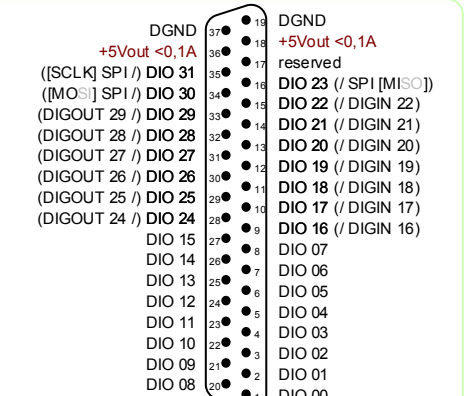 DGND 37 19 DGND
+5Vout <0,1A 36 18 +5Vout <0,1A
([SCLK] SPI /) DIO 31 35 17 reserved
([MOSI] SPI /) DIO 30 34 16 DIO 23 (/ SPI [MISO])
(DIGOUT 29 /) DIO 29 33 15 DIO 22 (/ DIGIN 22)
(DIGOUT 28 /) DIO 28 32 14 DIO 21 (/ DIGIN 21)
(DIGOUT 27 /) DIO 27 31 13 DIO 20 (/ DIGIN 20)
(DIGOUT 26 /) DIO 26 30 12 DIO 19 (/ DIGIN 19)
(DIGOUT 25 /) DIO 25 29 11 DIO 18 (/ DIGIN 18)
(DIGOUT 24 /) DIO 24 28 10 DIO 17 (/ DIGIN 17)
DIO 15 27 9 DIO 16 (/ DIGIN 16)
DIO 14 26 8 DIO 07
DIO 13 25 7 DIO 06
DIO 12 24 6 DIO 05
DIO 11 23 5 DIO 04
DIO 10 22 4 DIO 03
DIO 09 21 3 DIO 02
DIO 08 20 2 DIO 01
1 DIO 00